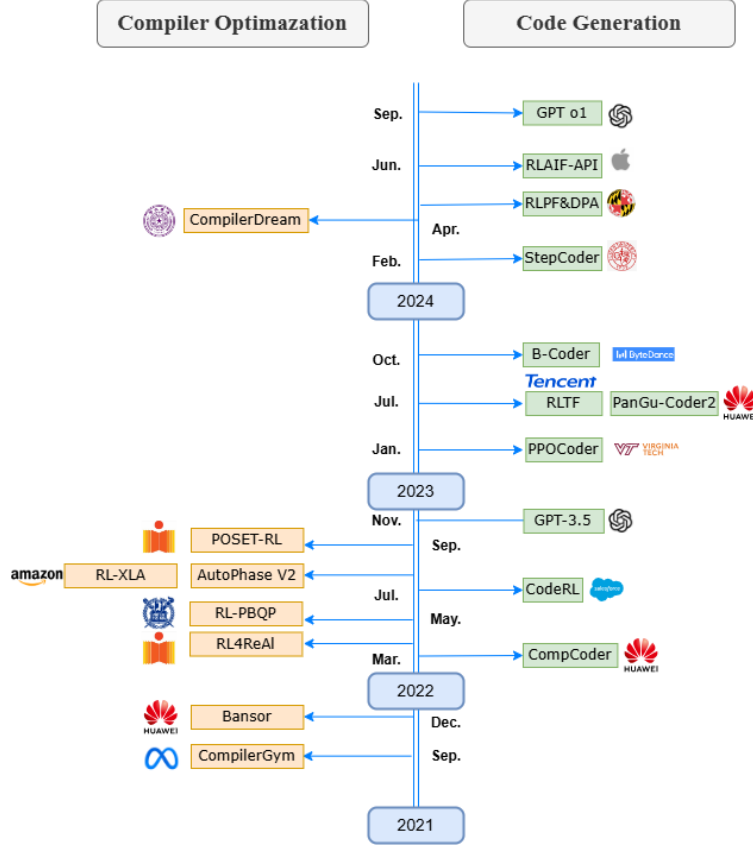 Compiler Optimazation
Code Generation
Sep.
GPT o1
Jun.
RLAIF-API
RLPF&DPA
CompilerDream
Apr.
Feb.
StepCoder
2024
Oct.
B-Coder
ByteDance
Tencent
Jul.
RLTF
PanGu-Coder2
HUAWEI
Jan.
PPOCoder
VT VIRGINIA
TECH
2023
Nov.
GPT-3.5
POSET-RL
Sep.
amazon
RL-XLA
AutoPhase V2
Jul.
CodeRL
salesforce
RL-PBQP
May.
RL4ReAl
Mar.
CompCoder
HUAWEI
2022
HUAWEI
Bansor
Dec.
CompilerGym
Sep.
2021